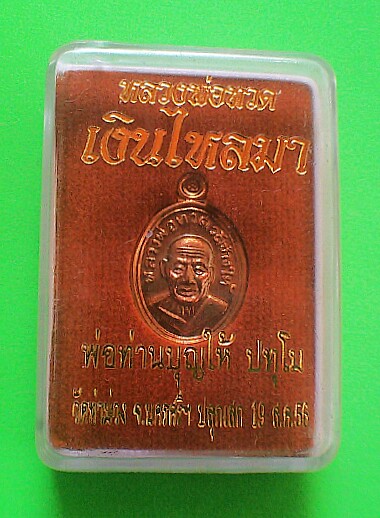 หลวงพ่อทวด
เงินไหลมา
พ่อท่านบุญให้ ปทุโม
วัดท่าม่วง จ.นครศรีฯ ปลุกเสก 19 ส.ค.56